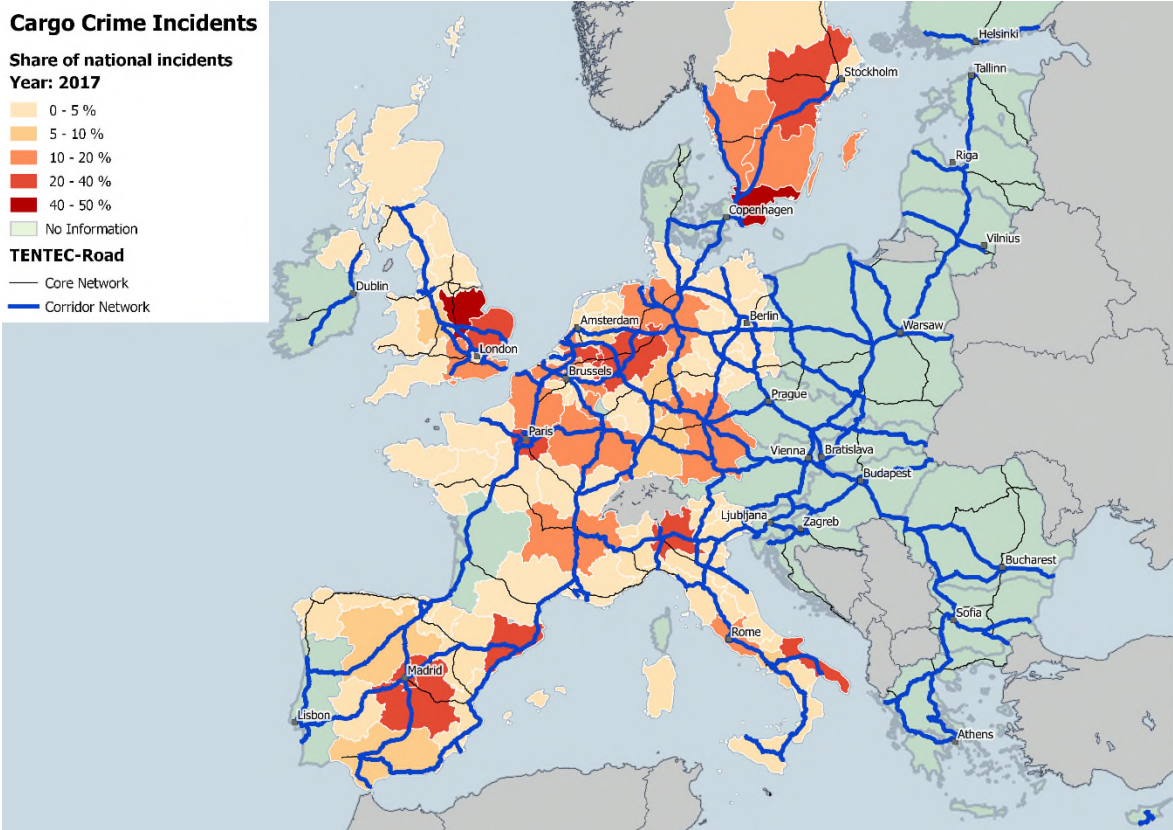 Cargo Crime Incidents
Share of national incidents
Year: 2017
0 - 5 %
5 - 10 %
10 - 20 %
20 - 40 %
40 - 50 %
No Information
TENTEC-Road
Core Network
Corridor Network
Helsinki
Tallinn
Stockholm
Riga
Copenhagen
Vilnius
Dublin
Amsterdam
Berlin
Warsaw
London
Brussels
Prague
Paris
Vienna
Bratislava
Budapest
Ljubljana
Zagreb
Bucharest
Sofia
Rome
Madrid
Lisbon
Athens